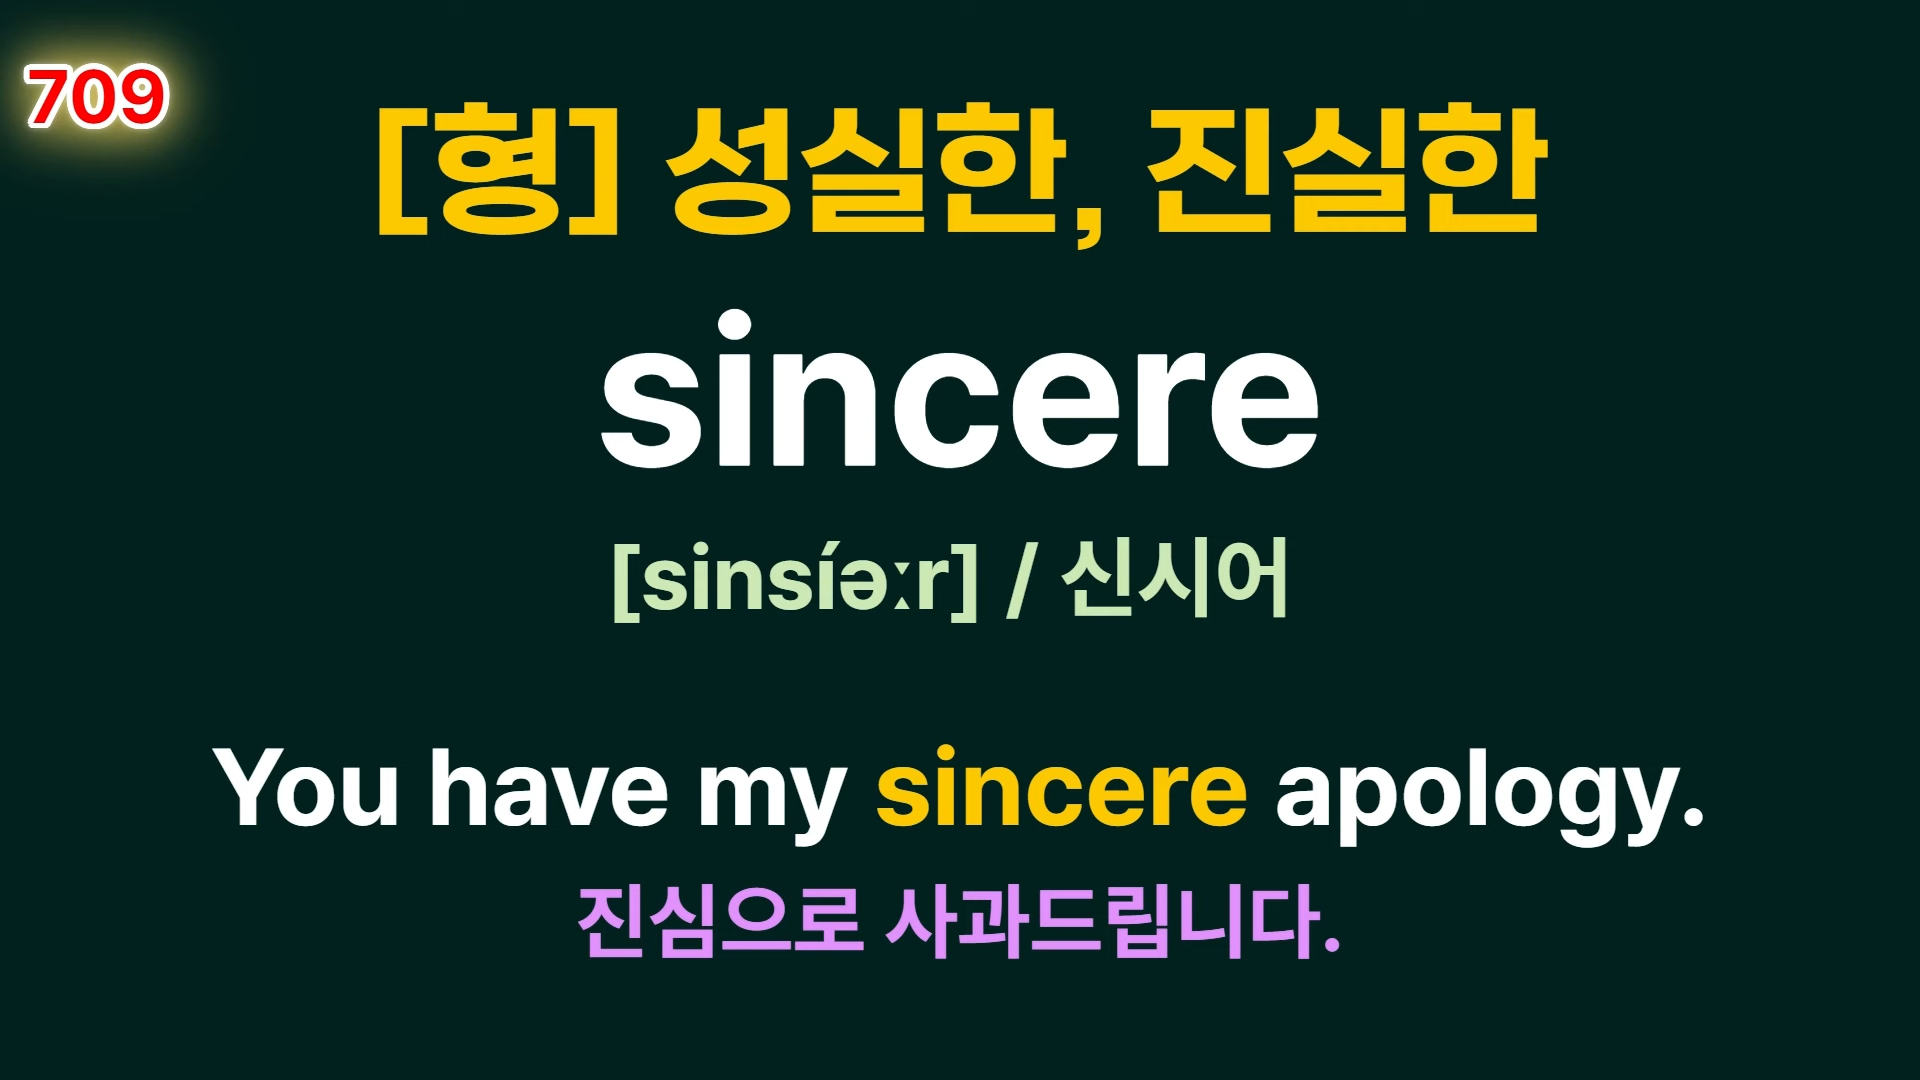 709
[형] 성실한, 진실한
sincere
[sinsíəːr] / 신시어
You have my sincere apology.
진심으로 사과드립니다.